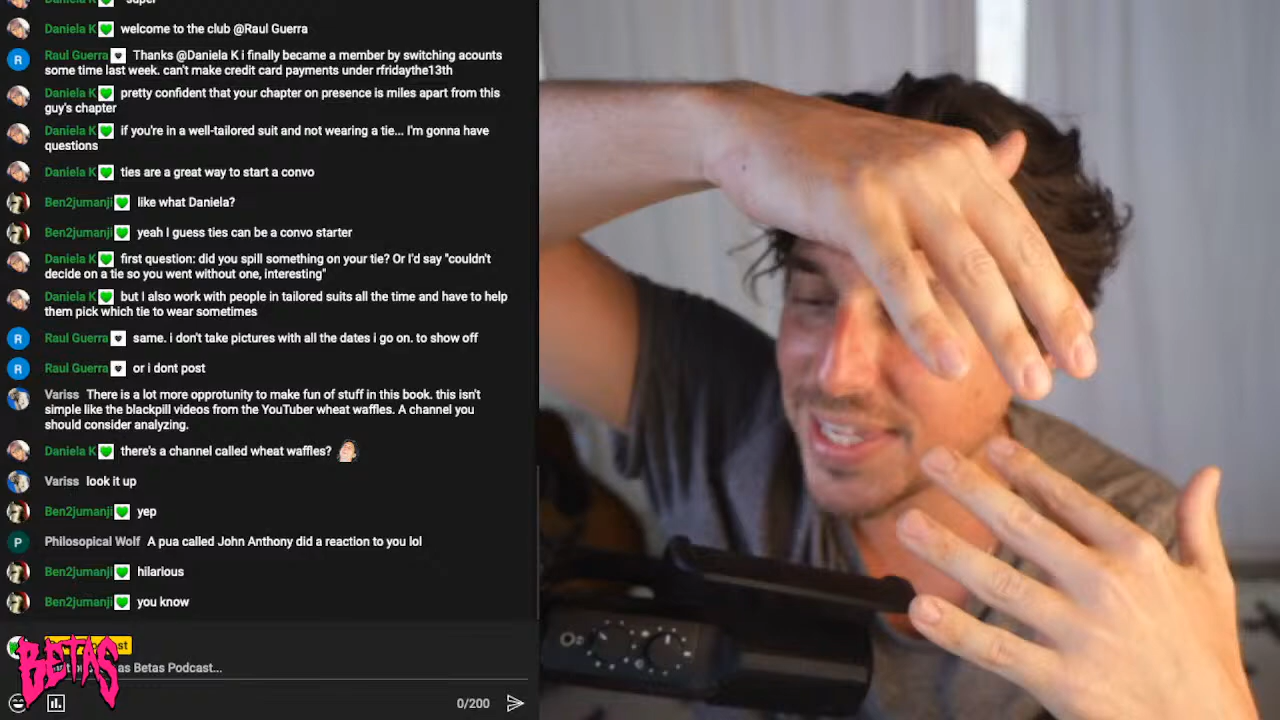 Daniela K super
Daniela K welcome to the club @Raul Guerra
Raul Guerra Thanks @Daniela K i finally became a member by switching acounts
some time last week. can't make credit card payments under rfridaythe13th
Daniela K pretty confident that your chapter on presence is miles apart from this
guy's chapter
Daniela K if you're in a well-tailored suit and not wearing a tie... I'm gonna have
questions
Daniela K ties are a great way to start a convo
Ben2jumanji like what Daniela?
Ben2jumanji yeah I guess ties can be a convo starter
Daniela K first question: did you spill something on your tie? Or I'd say "couldn't
decide on a tie so you went without one, interesting"
Daniela K but I also work with people in tailored suits all the time and have to help
them pick which tie to wear sometimes
R Raul Guerra same. i don't take pictures with all the dates i go on. to show off
R Raul Guerra or i dont post
Variss There is a lot more opprotunity to make fun of stuff in this book. this isn't
simple like the blackpill videos from the YouTuber wheat waffles. A channel you
should consider analyzing.
Daniela K there's a channel called wheat waffles?
Variss look it up
Ben2jumanji yep
P Philosopical Wolf A pua called John Anthony did a reaction to you lol
Ben2jumanji hilarious
Ben2jumanji you know
BETAS
as Betas Podcast...
0/200